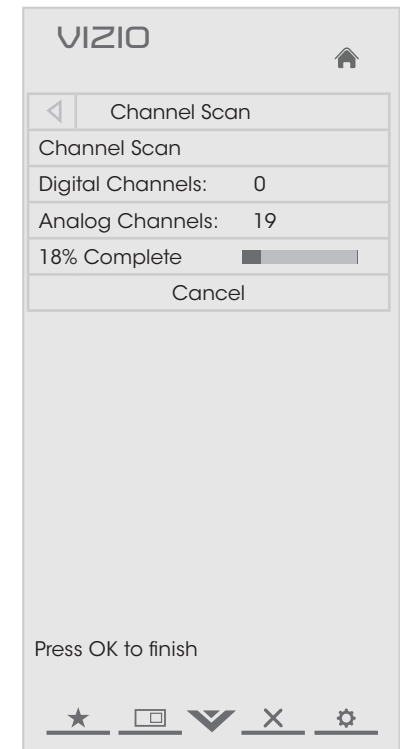 VIZIO
Channel Scan
Channel Scan
Digital Channels: 0
Analog Channels: 19
18% Complete
Cancel
Press OK to finish